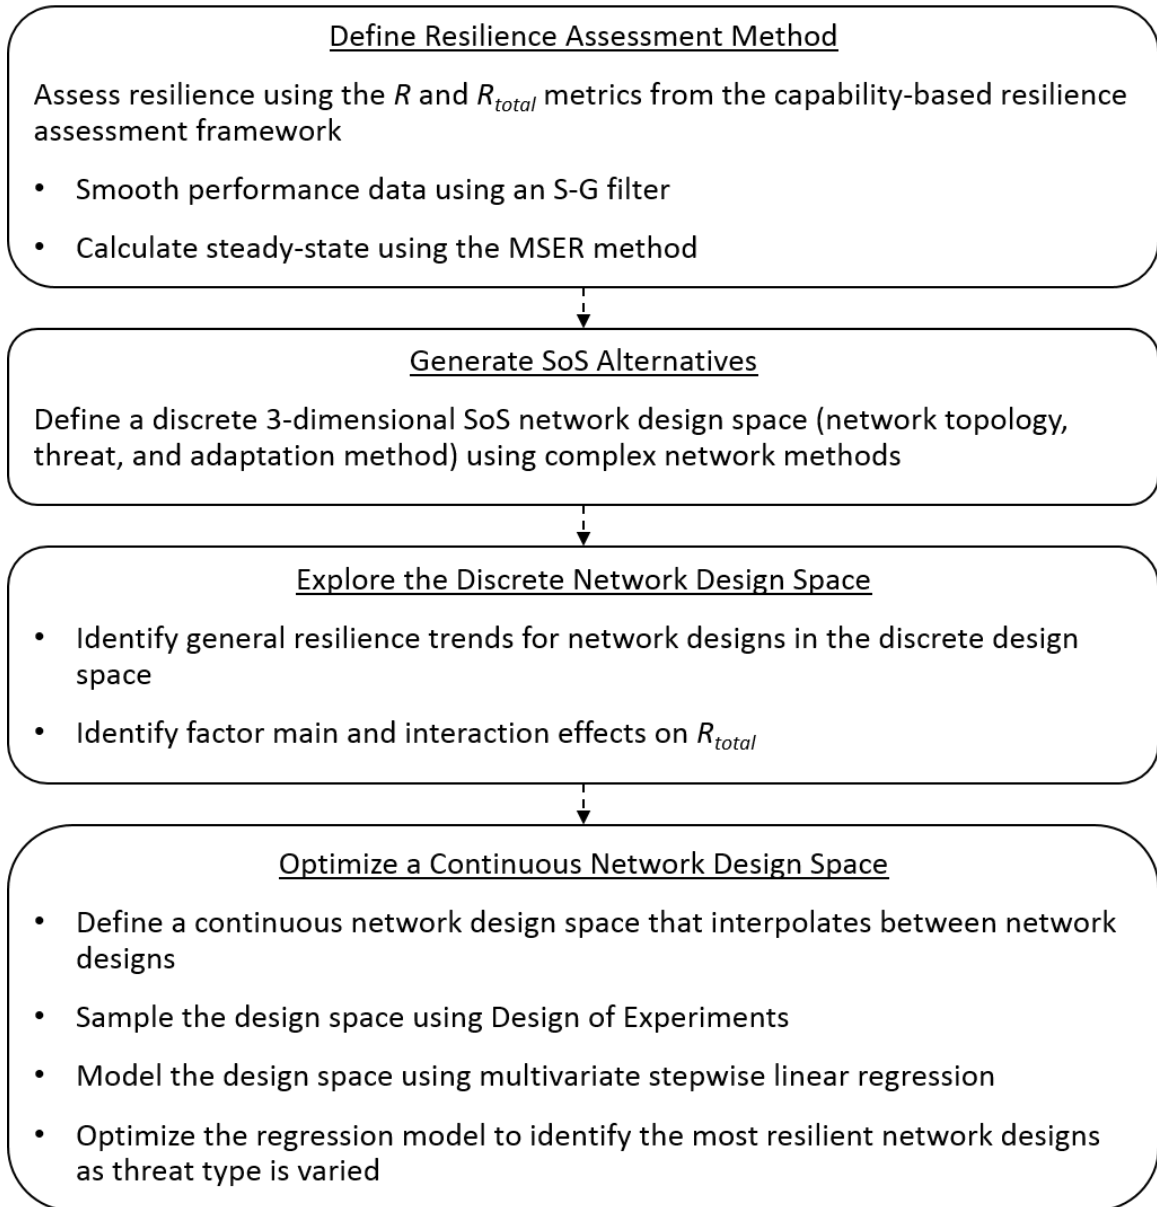 Define Resilience Assessment Method
Assess resilience using the R and R_total metrics from the capability-based resilience
assessment framework
• Smooth performance data using an S-G filter
• Calculate steady-state using the MSER method
Generate SoS Alternatives
Define a discrete 3-dimensional SoS network design space (network topology,
threat, and adaptation method) using complex network methods
Explore the Discrete Network Design Space
• Identify general resilience trends for network designs in the discrete design
space
• Identify factor main and interaction effects on R_total
Optimize a Continuous Network Design Space
• Define a continuous network design space that interpolates between network
designs
• Sample the design space using Design of Experiments
• Model the design space using multivariate stepwise linear regression
• Optimize the regression model to identify the most resilient network designs
as threat type is varied